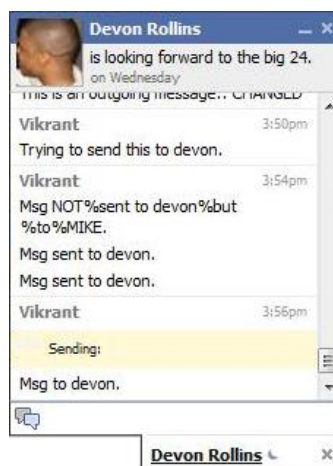 Devon Rollins
is looking forward to the big 24.
on Wednesday
This is an outgoing message.. CHANGED
Vikrant 3:50pm
Trying to send this to devon.
Vikrant 3:54pm
Msg NOT%sent to devon%but
%to%MIKE.
Msg sent to devon.
Msg sent to devon.
Vikrant 3:56pm
Sending:
Msg to devon.
Devon Rollins